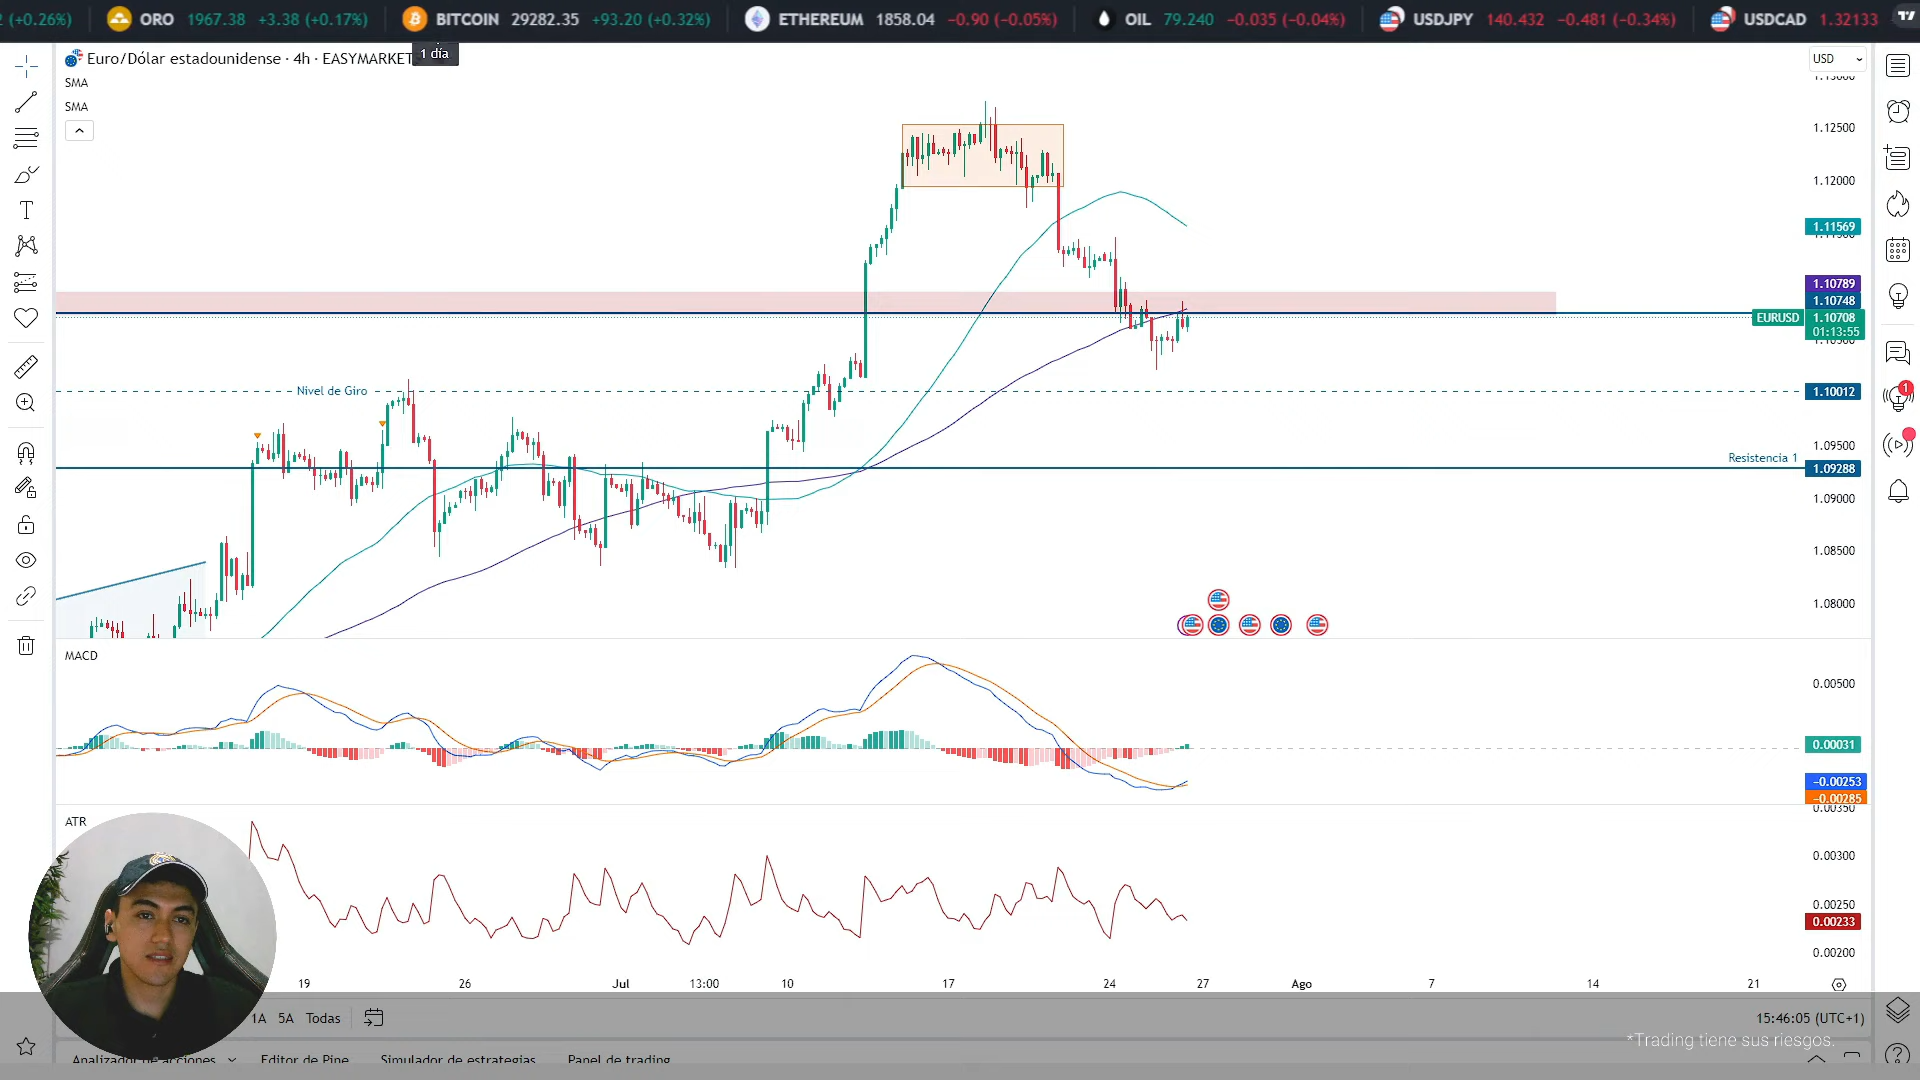 2 (+0.26%) ORO 1967.38 +3.38 (+0.17%) BITCOIN 29282.35 +93.20 (+0.32%) ETHEREUM 1858.04 −0.90 (−0.05%) OIL 79.240 −0.035 (−0.04%) USDJPY 140.432 −0.481 (−0.34%) USDCAD 1.32133
1 día
Euro/Dólar estadounidense · 4h · EASYMARKET
USD
SMA
SMA
1.12500
1.12000
1.11569
1.10789
1.10748
EURUSD 1.10708
01:13:55
Nivel de Giro
1.10012
1.09500
Resistencia 1
1.09288
1.09000
1.08500
1.08000
MACD
0.00500
0.00031
−0.00253
−0.00285
0.00350
ATR
0.00300
0.00250
0.00233
0.00200
19 26 Jul 13:00 10 17 24 27 Ago 7 14 21
1A 5A Todas
15:46:05 (UTC+1)
*Trading tiene sus riesgos.
Analizador de acciones Editor de Pine Simulador de estrategias Panel de trading
1